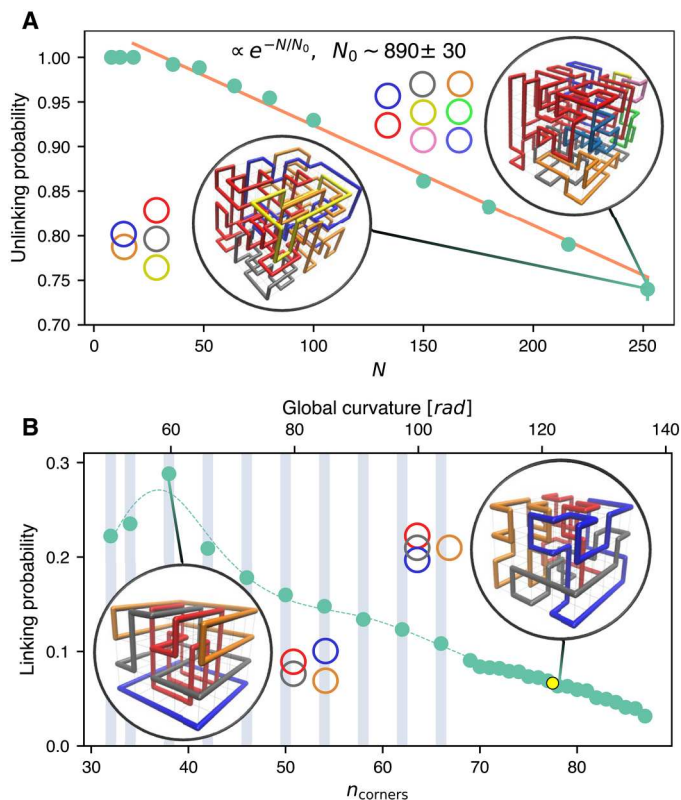 A
∝ e^{-N/N_0}, N_0 ~ 890 ± 30
Unlinking probability
1.00
0.95
0.90
0.85
0.80
0.75
0.70
0 50 100 150 200 250
N
B
Global curvature [rad]
60 80 100 120 140
Linking probability
0.3
0.2
0.1
0.0
30 40 50 60 70 80
n_corners